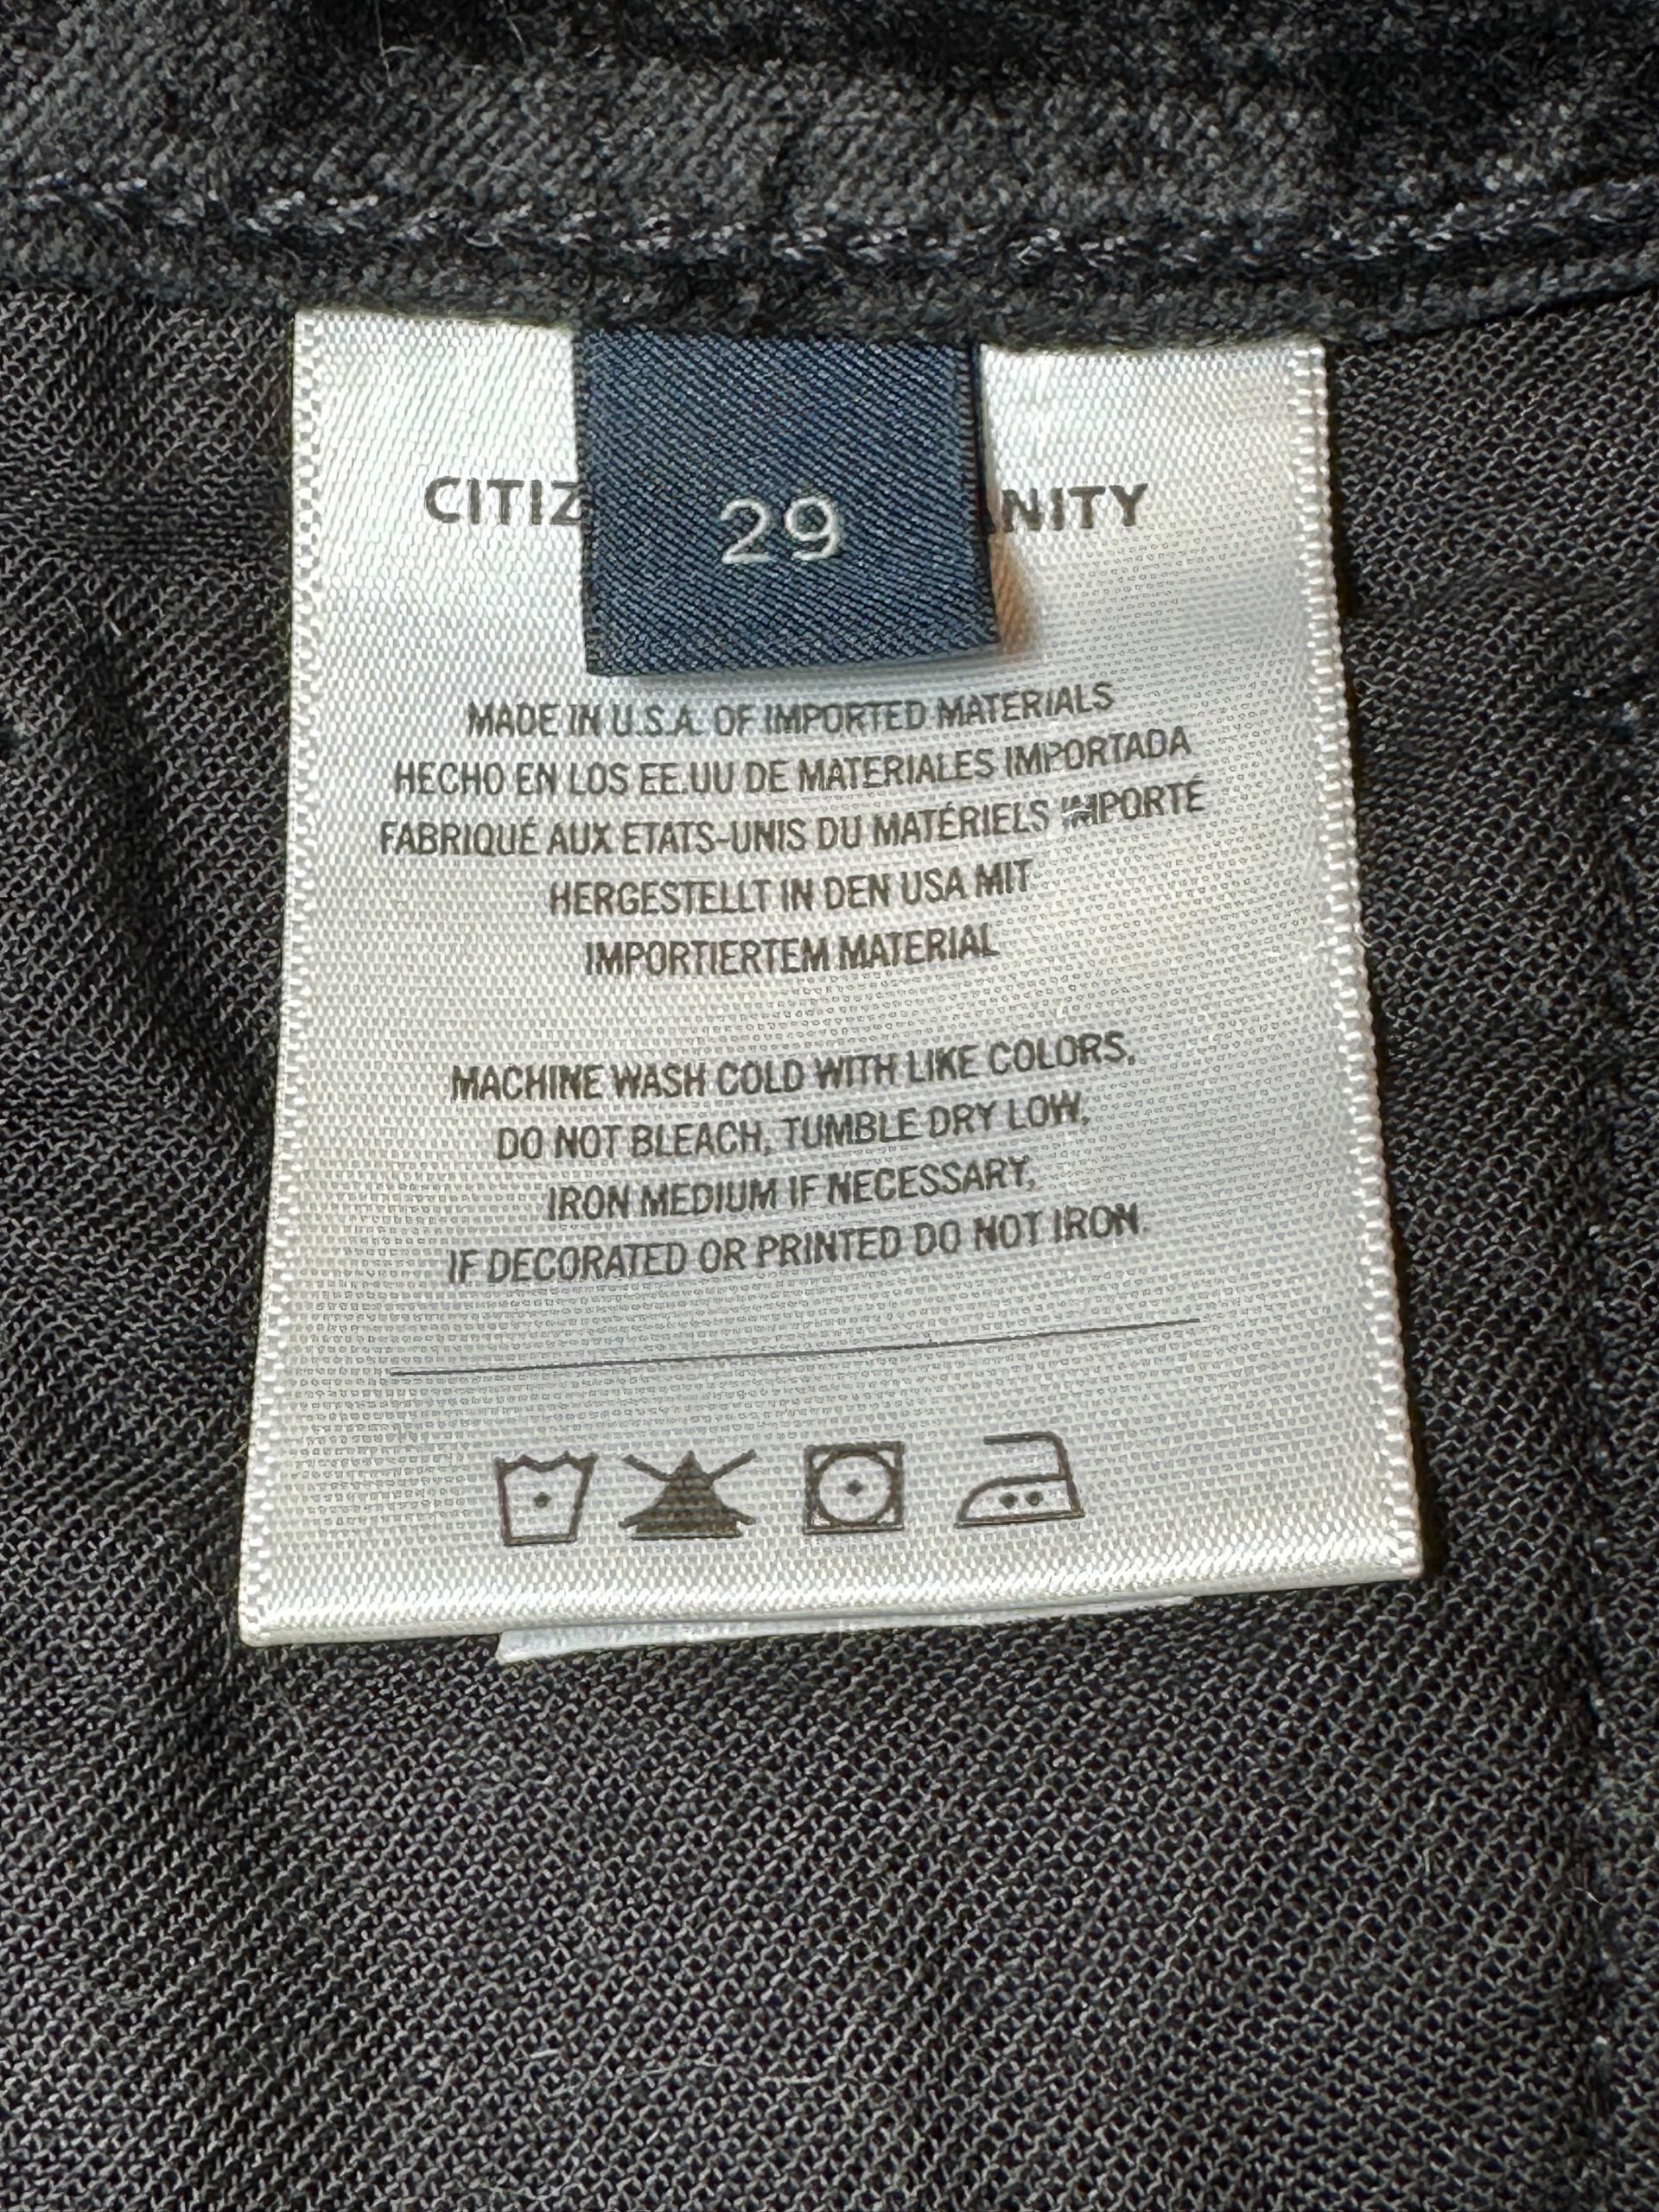 CITIZ NITY
29
MADE IN U.S.A. OF IMPORTED MATERIALS
HECHO EN LOS EE.UU DE MATERIALES IMPORTADA
FABRIQUÉ AUX ETATS-UNIS DU MATÉRIELS IMPORTÉ
HERGESTELLT IN DEN USA MIT
IMPORTIERTEM MATERIAL
MACHINE WASH COLD WITH LIKE COLORS,
DO NOT BLEACH, TUMBLE DRY LOW,
IRON MEDIUM IF NECESSARY,
IF DECORATED OR PRINTED DO NOT IRON.